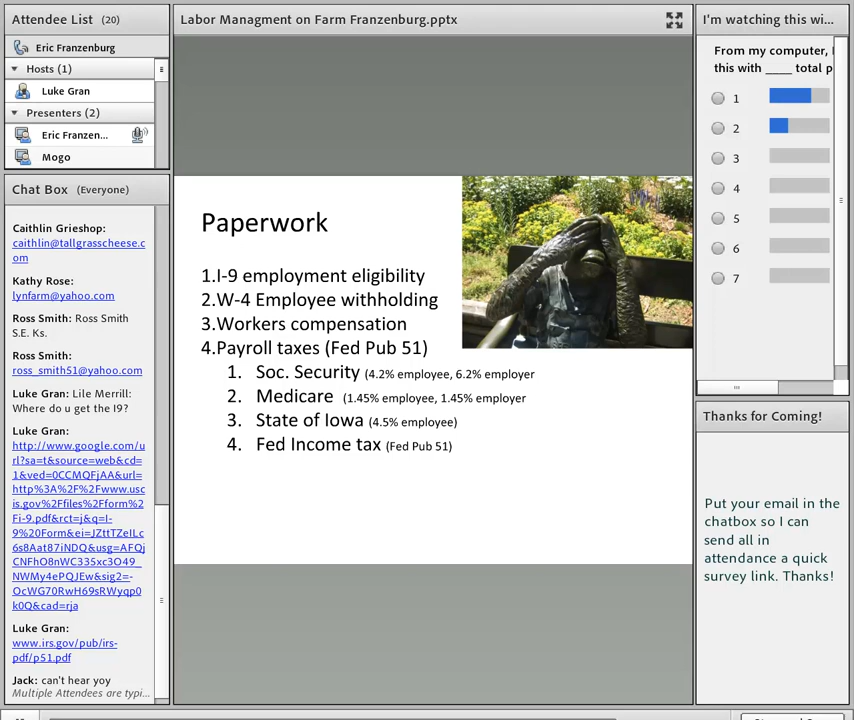 Attendee List (20)
Eric Franzenburg
Hosts (1)
Luke Gran
Presenters (2)
Eric Franzen...
Mogo
Chat Box (Everyone)
Caithlin Grieshop:
caithlin@tallgrasscheese.c
om
Kathy Rose:
lynfarm@yahoo.com
Ross Smith: Ross Smith
S.E. Ks.
Ross Smith:
ross_smith51@yahoo.com
Luke Gran: Lile Merrill:
Where do u get the I9?
Luke Gran:
http://www.google.com/u
rl?sa=t&source=web&cd=
1&ved=0CCMQFjAA&url=
http%3A%2F%2Fwww.usc
is.gov%2Ffiles%2Fform%2
Fi-9.pdf&rct=j&q=I-
9%20Form&ei=JZttTZeILc
6s8Aat87iNDQ&usg=AFQj
CNFhO8nWC335xc3O49_
NWMy4ePQJEw&sig2=-
OcWG70RwH69sRWyqp0
k0Q&cad=rja
Luke Gran:
www.irs.gov/pub/irs-
pdf/p51.pdf
Jack: can't hear yoy
Multiple Attendees are typi...
Labor Managment on Farm Franzenburg.pptx
Paperwork
1.I-9 employment eligibility
2.W-4 Employee withholding
3.Workers compensation
4.Payroll taxes (Fed Pub 51)
1. Soc. Security (4.2% employee, 6.2% employer
2. Medicare (1.45% employee, 1.45% employer
3. State of Iowa (4.5% employee)
4. Fed Income tax (Fed Pub 51)
I'm watching this wi...
From my computer,
this with ____ total p
1
2
3
4
5
6
7
Thanks for Coming!
Put your email in the
chatbox so I can
send all in
attendance a quick
survey link. Thanks!